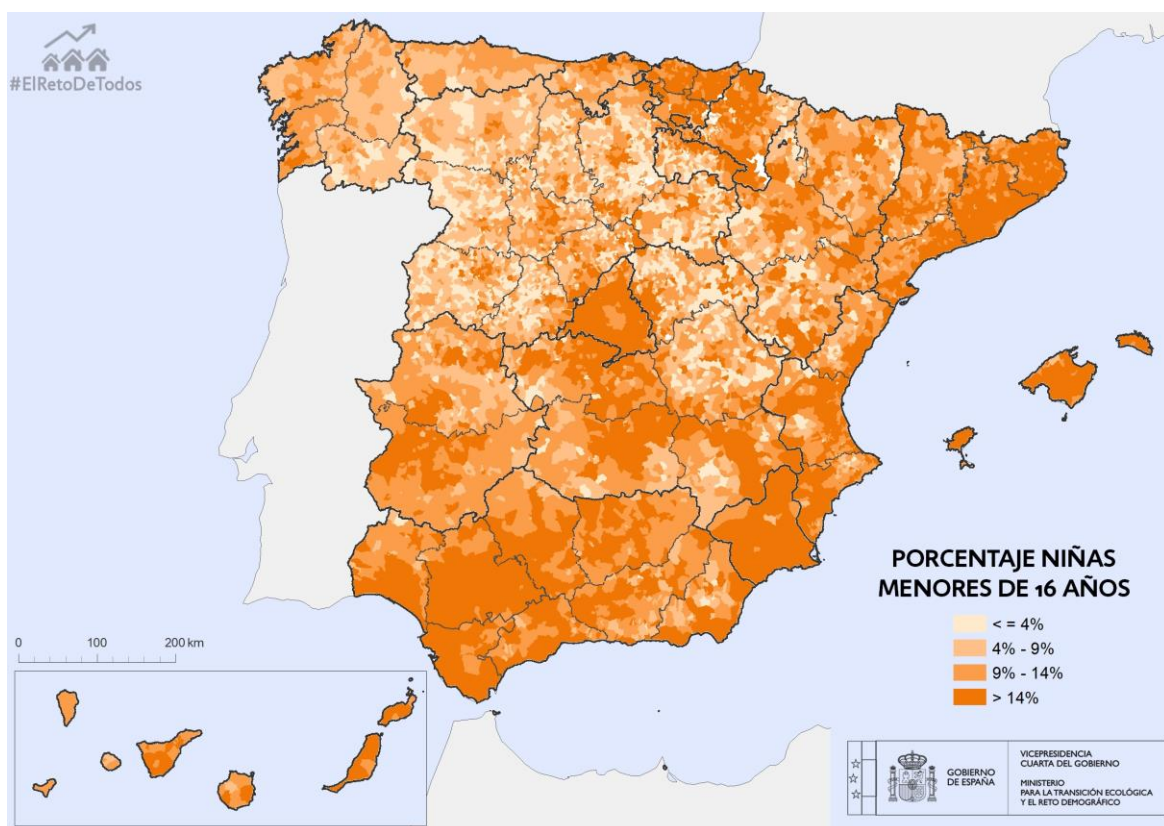 #ElRetoDeTodos
PORCENTAJE NIÑAS
MENORES DE 16 AÑOS
< = 4%
4% - 9%
9% - 14%
> 14%
0 100 200 km
GOBIERNO
DE ESPAÑA
VICEPRESIDENCIA
CUARTA DEL GOBIERNO
MINISTERIO
PARA LA TRANSICIÓN ECOLÓGICA
Y EL RETO DEMOGRÁFICO